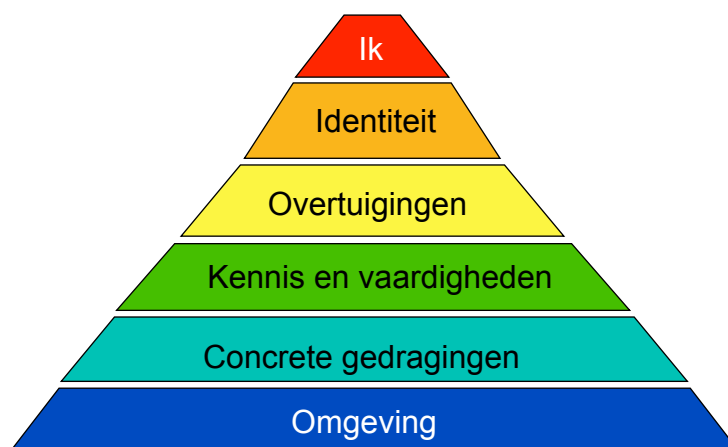 Ik
Identiteit
Overtuigingen
Kennis en vaardigheden
Concrete gedragingen
Omgeving